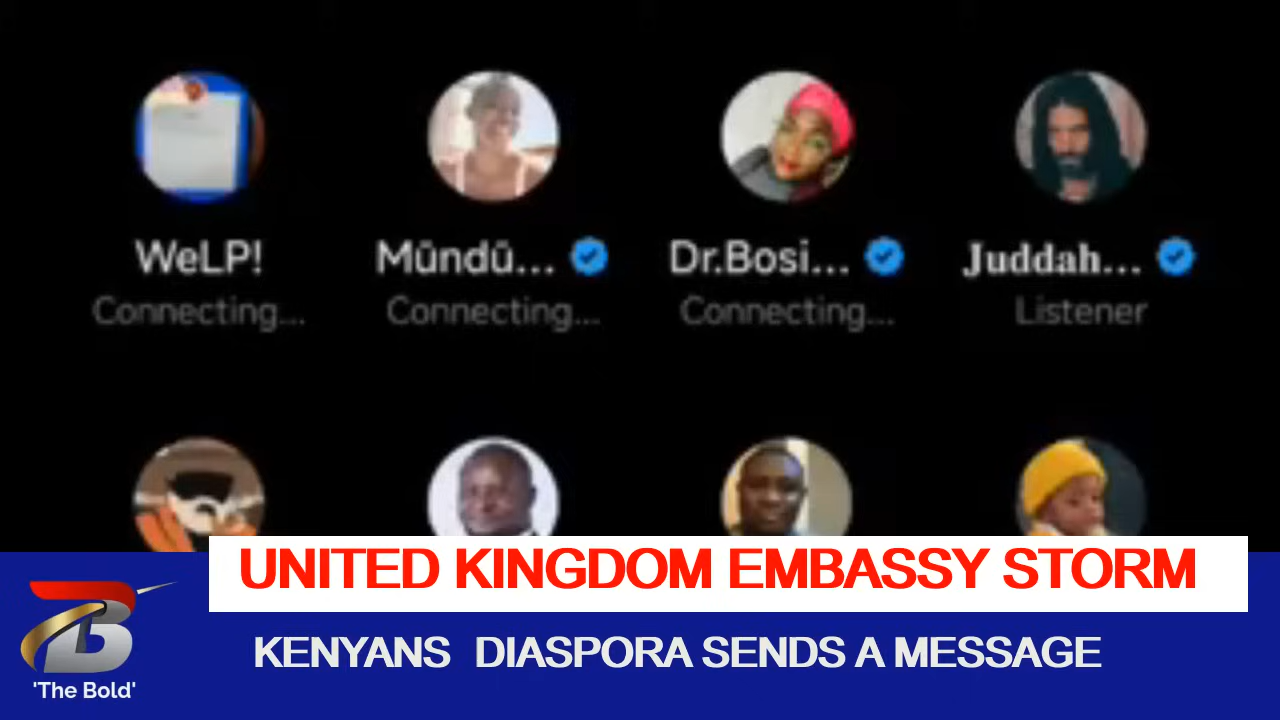 WeLP!
Mũndũ...
Dr.Bosi...
Juddah...
Connecting...
Connecting...
Connecting...
Listener
UNITED KINGDOM EMBASSY STORM
KENYANS DIASPORA SENDS A MESSAGE
B
'The Bold'